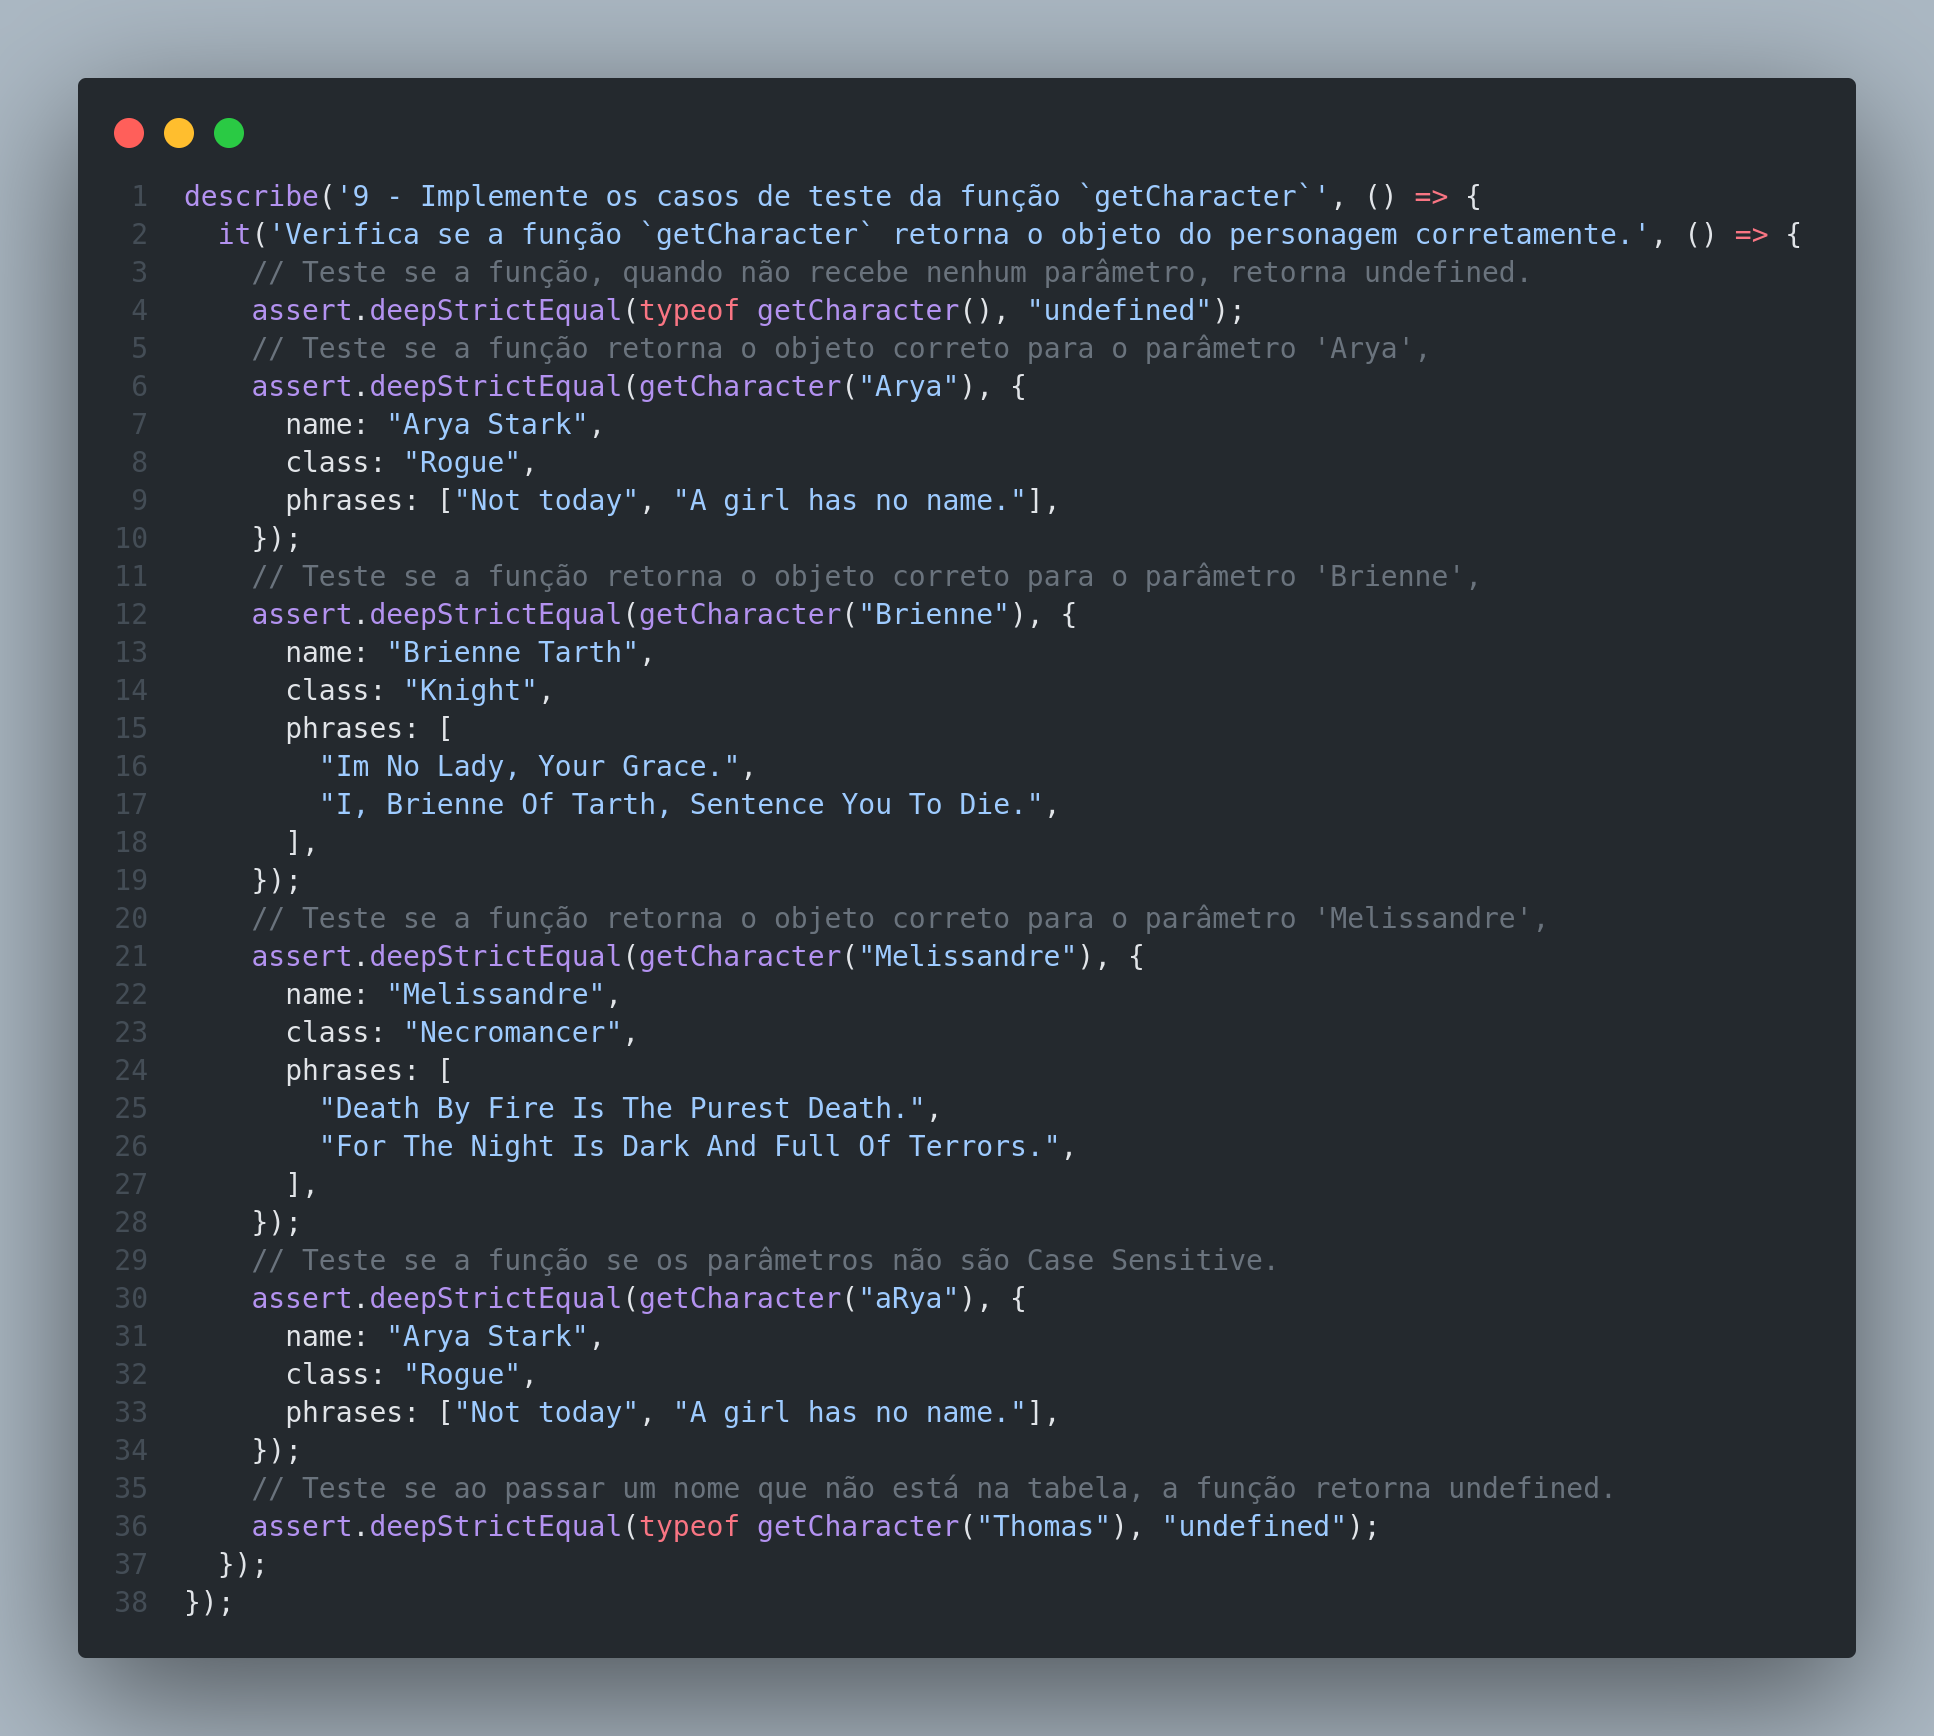 1 describe('9 - Implemente os casos de teste da função `getCharacter`', () => {
2   it('Verifica se a função `getCharacter` retorna o objeto do personagem corretamente.', () => {
3     // Teste se a função, quando não recebe nenhum parâmetro, retorna undefined.
4     assert.deepStrictEqual(typeof getCharacter(), "undefined");
5     // Teste se a função retorna o objeto correto para o parâmetro 'Arya',
6     assert.deepStrictEqual(getCharacter("Arya"), {
7       name: "Arya Stark",
8       class: "Rogue",
9       phrases: ["Not today", "A girl has no name."],
10     });
11     // Teste se a função retorna o objeto correto para o parâmetro 'Brienne',
12     assert.deepStrictEqual(getCharacter("Brienne"), {
13       name: "Brienne Tarth",
14       class: "Knight",
15       phrases: [
16         "Im No Lady, Your Grace.",
17         "I, Brienne Of Tarth, Sentence You To Die.",
18       ],
19     });
20     // Teste se a função retorna o objeto correto para o parâmetro 'Melissandre',
21     assert.deepStrictEqual(getCharacter("Melissandre"), {
22       name: "Melissandre",
23       class: "Necromancer",
24       phrases: [
25         "Death By Fire Is The Purest Death.",
26         "For The Night Is Dark And Full Of Terrors.",
27       ],
28     });
29     // Teste se a função se os parâmetros não são Case Sensitive.
30     assert.deepStrictEqual(getCharacter("aRya"), {
31       name: "Arya Stark",
32       class: "Rogue",
33       phrases: ["Not today", "A girl has no name."],
34     });
35     // Teste se ao passar um nome que não está na tabela, a função retorna undefined.
36     assert.deepStrictEqual(typeof getCharacter("Thomas"), "undefined");
37   });
38 });